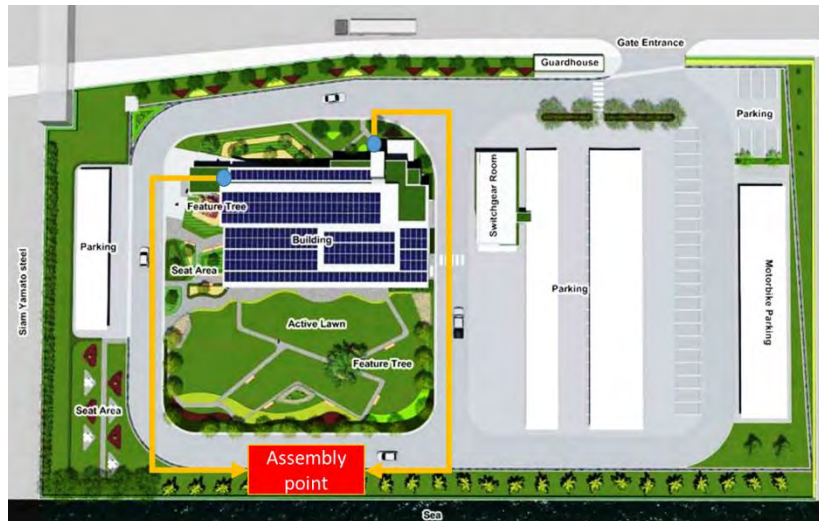 Gate Entrance
Guardhouse
Parking
Feature Tree
Building
Switchgear Room
Parking
Seat Area
Siam Yamato steel
Parking
Motorbike Parking
Active Lawn
Feature Tree
Seat Area
Assembly
point
Sea